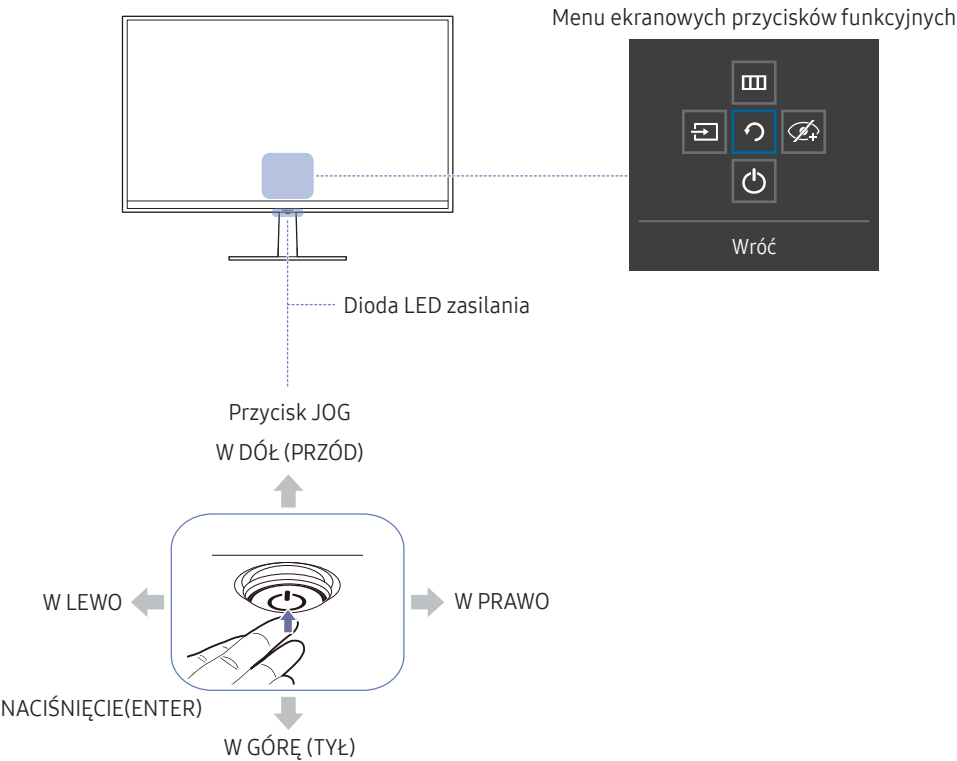 Menu ekranowych przycisków funkcyjnych
Wróć
Dioda LED zasilania
Przycisk JOG
W DÓŁ (PRZÓD)
W LEWO
W PRAWO
NACIŚNIĘCIE(ENTER)
W GÓRĘ (TYŁ)